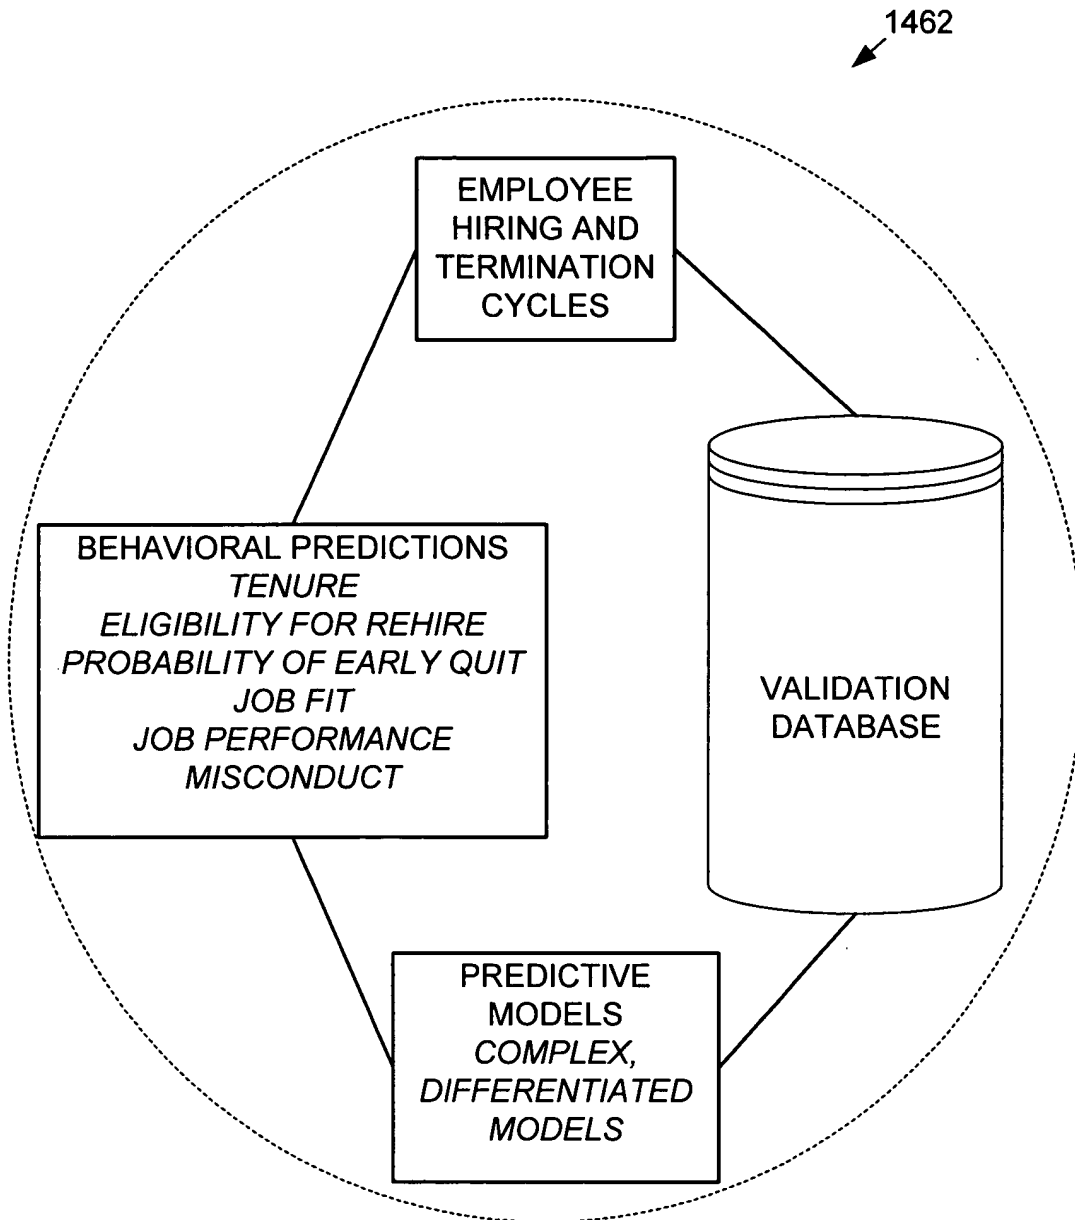 1462
EMPLOYEE
HIRING AND
TERMINATION
CYCLES
BEHAVIORAL PREDICTIONS
TENURE
ELIGIBILITY FOR REHIRE
PROBABILITY OF EARLY QUIT
JOB FIT
JOB PERFORMANCE
MISCONDUCT
VALIDATION
DATABASE
PREDICTIVE
MODELS
COMPLEX,
DIFFERENTIATED
MODELS